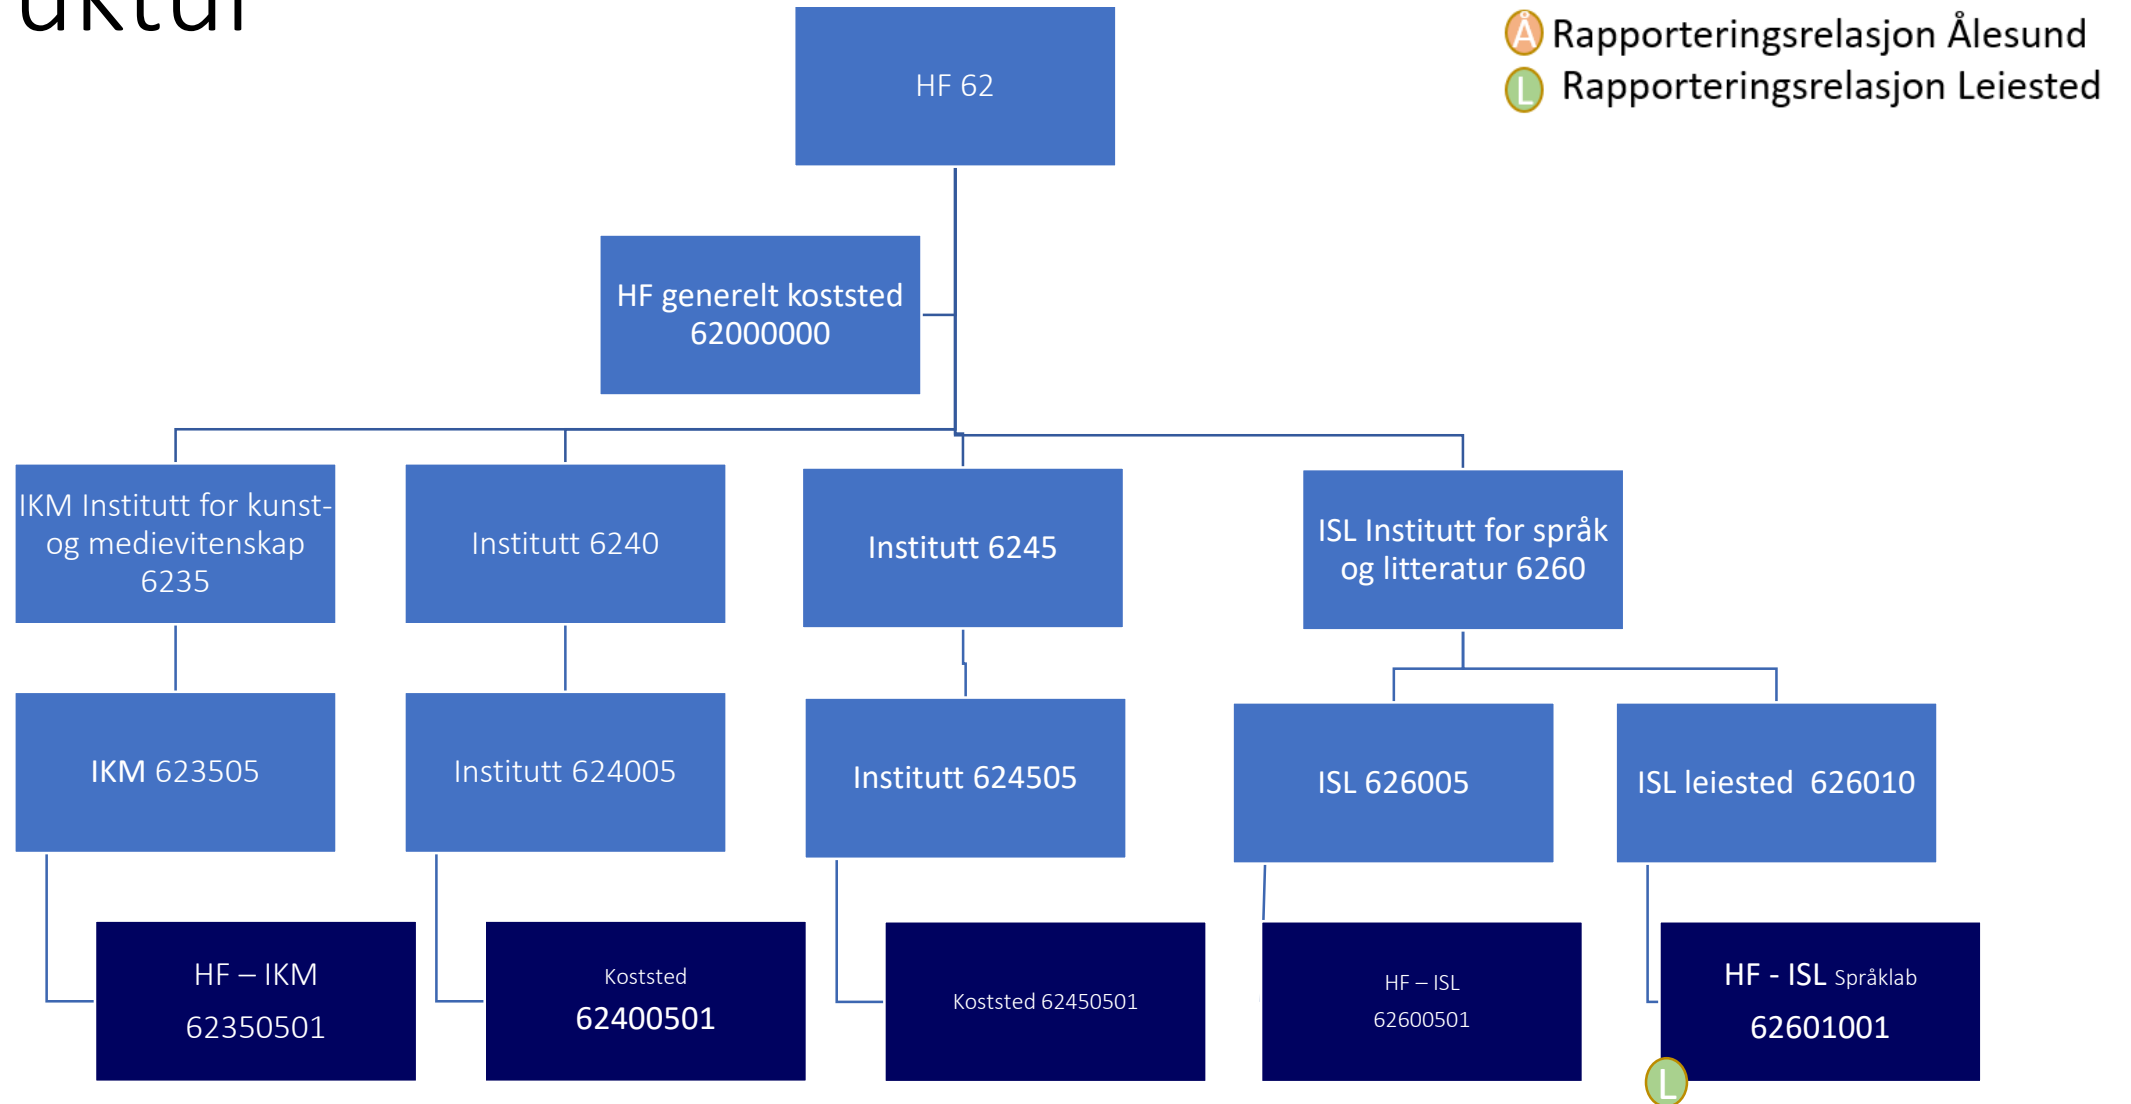 uktur
Å Rapporteringsrelasjon Ålesund
L Rapporteringsrelasjon Leiested
HF 62
HF generelt koststed
62000000
IKM Institutt for kunst-
og medievitenskap
6235
Institutt 6240
Institutt 6245
ISL Institutt for språk
og litteratur 6260
IKM 623505
Institutt 624005
Institutt 624505
ISL 626005
ISL leiested 626010
HF – IKM
62350501
Koststed
62400501
Koststed 62450501
HF – ISL
62600501
HF - ISL Språklab
62601001
L